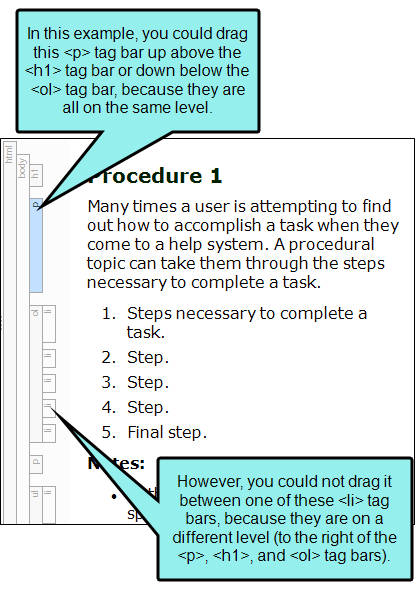 In this example, you could drag
this <p> tag bar up above the
<h1> tag bar or down below the
<ol> tag bar, because they are
all on the same level.
html
body
h1
p
ol
li
li
li
li
li
p
ul
li
Procedure 1
Many times a user is attempting to find
out how to accomplish a task when they
come to a help system. A procedural
topic can take them through the steps
necessary to complete a task.
1. Steps necessary to complete a
task.
2. Step.
3. Step.
4. Step.
5. Final step.
Notes:
However, you could not drag it
between one of these <li> tag
bars, because they are on a
different level (to the right of the
<p>, <h1>, and <ol> tag bars).